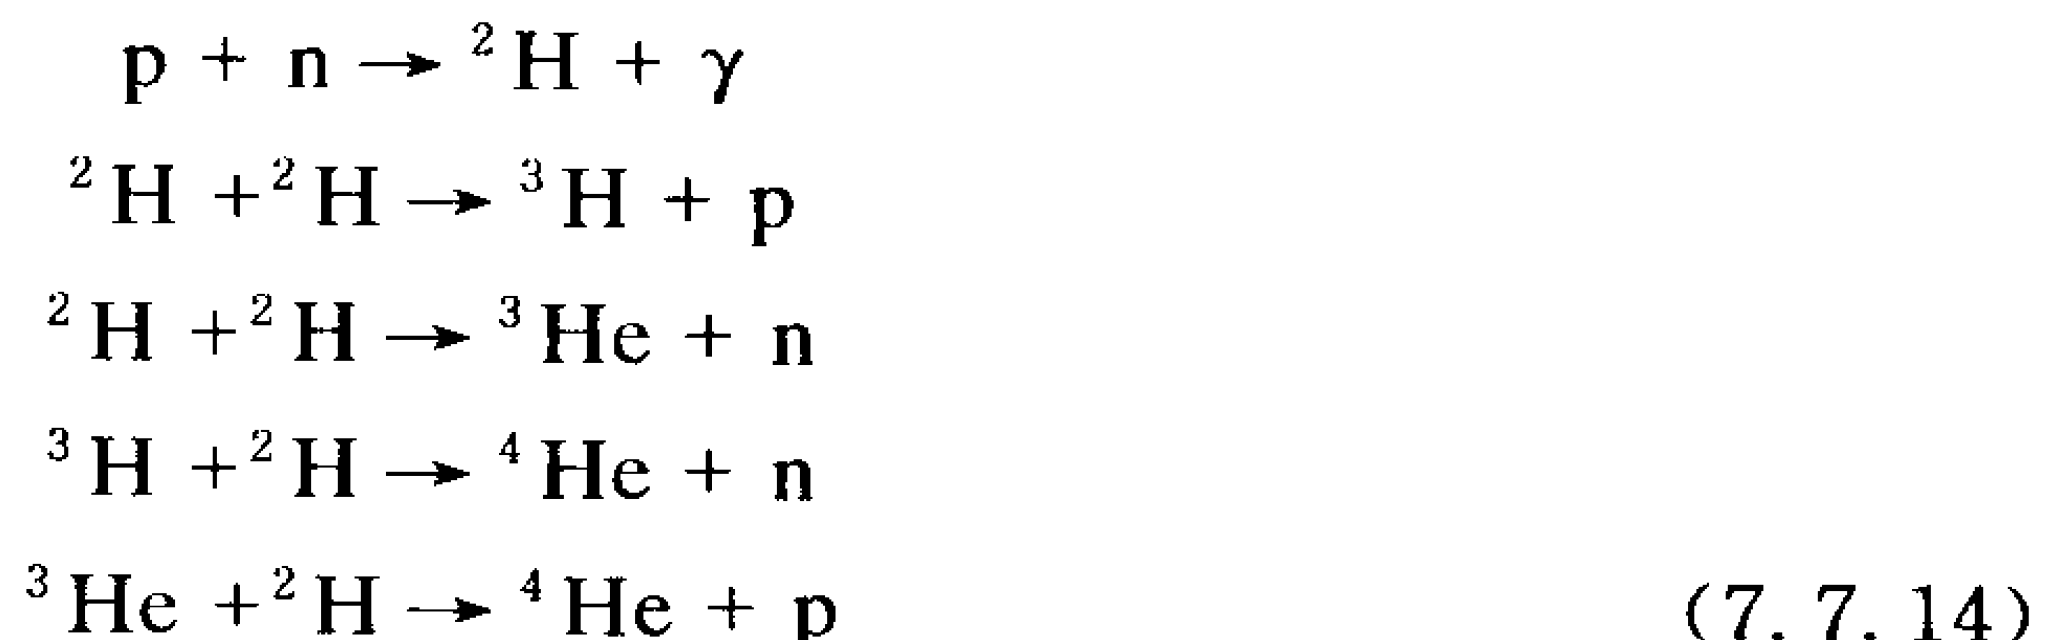 p + n → ²H + γ
²H + ²H → ³H + p
²H + ²H → ³He + n
³H + ²H → ⁴He + n
³He + ²H → ⁴He + p (7.7.14)